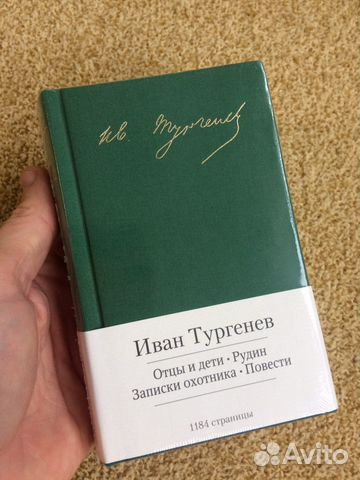 Ив. Тургенев
Иван Тургенев
Отцы и дети · Рудин
Записки охотника · Повести
1184 страницы
Avito